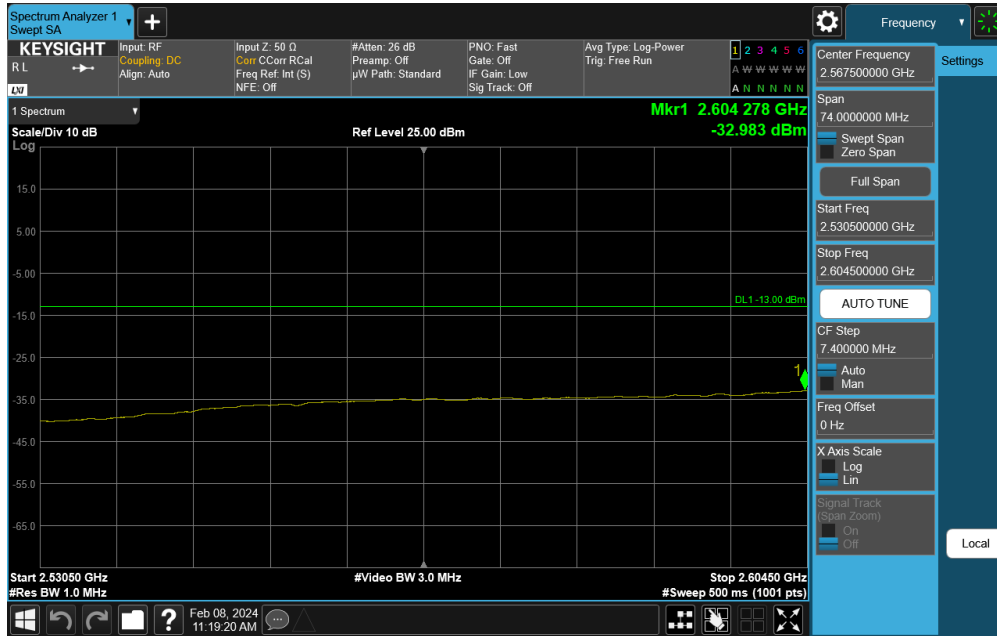 Spectrum Analyzer 1
Swept SA
+
Frequency
KEYSIGHT
R L
LXI
Input: RF
Coupling: DC
Align: Auto
Input Z: 50 Ω
Corr CCorr RCal
Freq Ref: Int (S)
NFE: Off
#Atten: 26 dB
Preamp: Off
µW Path: Standard
PNO: Fast
Gate: Off
IF Gain: Low
Sig Track: Off
Avg Type: Log-Power
Trig: Free Run
1 2 3 4 5 6
A W W W W W
A N N N N N
1 Spectrum
Scale/Div 10 dB
Log
Ref Level 25.00 dBm
Mkr1 2.604 278 GHz
-32.983 dBm
15.0
5.00
-5.00
DL1 -13.00 dBm
-15.0
-25.0
1
-35.0
-45.0
-55.0
-65.0
Start 2.53050 GHz
#Res BW 1.0 MHz
#Video BW 3.0 MHz
Stop 2.60450 GHz
#Sweep 500 ms (1001 pts)
Center Frequency
2.567500000 GHz
Span
74.0000000 MHz
Swept Span
Zero Span
Full Span
Start Freq
2.530500000 GHz
Stop Freq
2.604500000 GHz
AUTO TUNE
CF Step
7.400000 MHz
Auto
Man
Freq Offset
0 Hz
X Axis Scale
Log
Lin
Signal Track
(Span Zoom)
On
Off
Settings
Local
?
Feb 08, 2024
11:19:20 AM